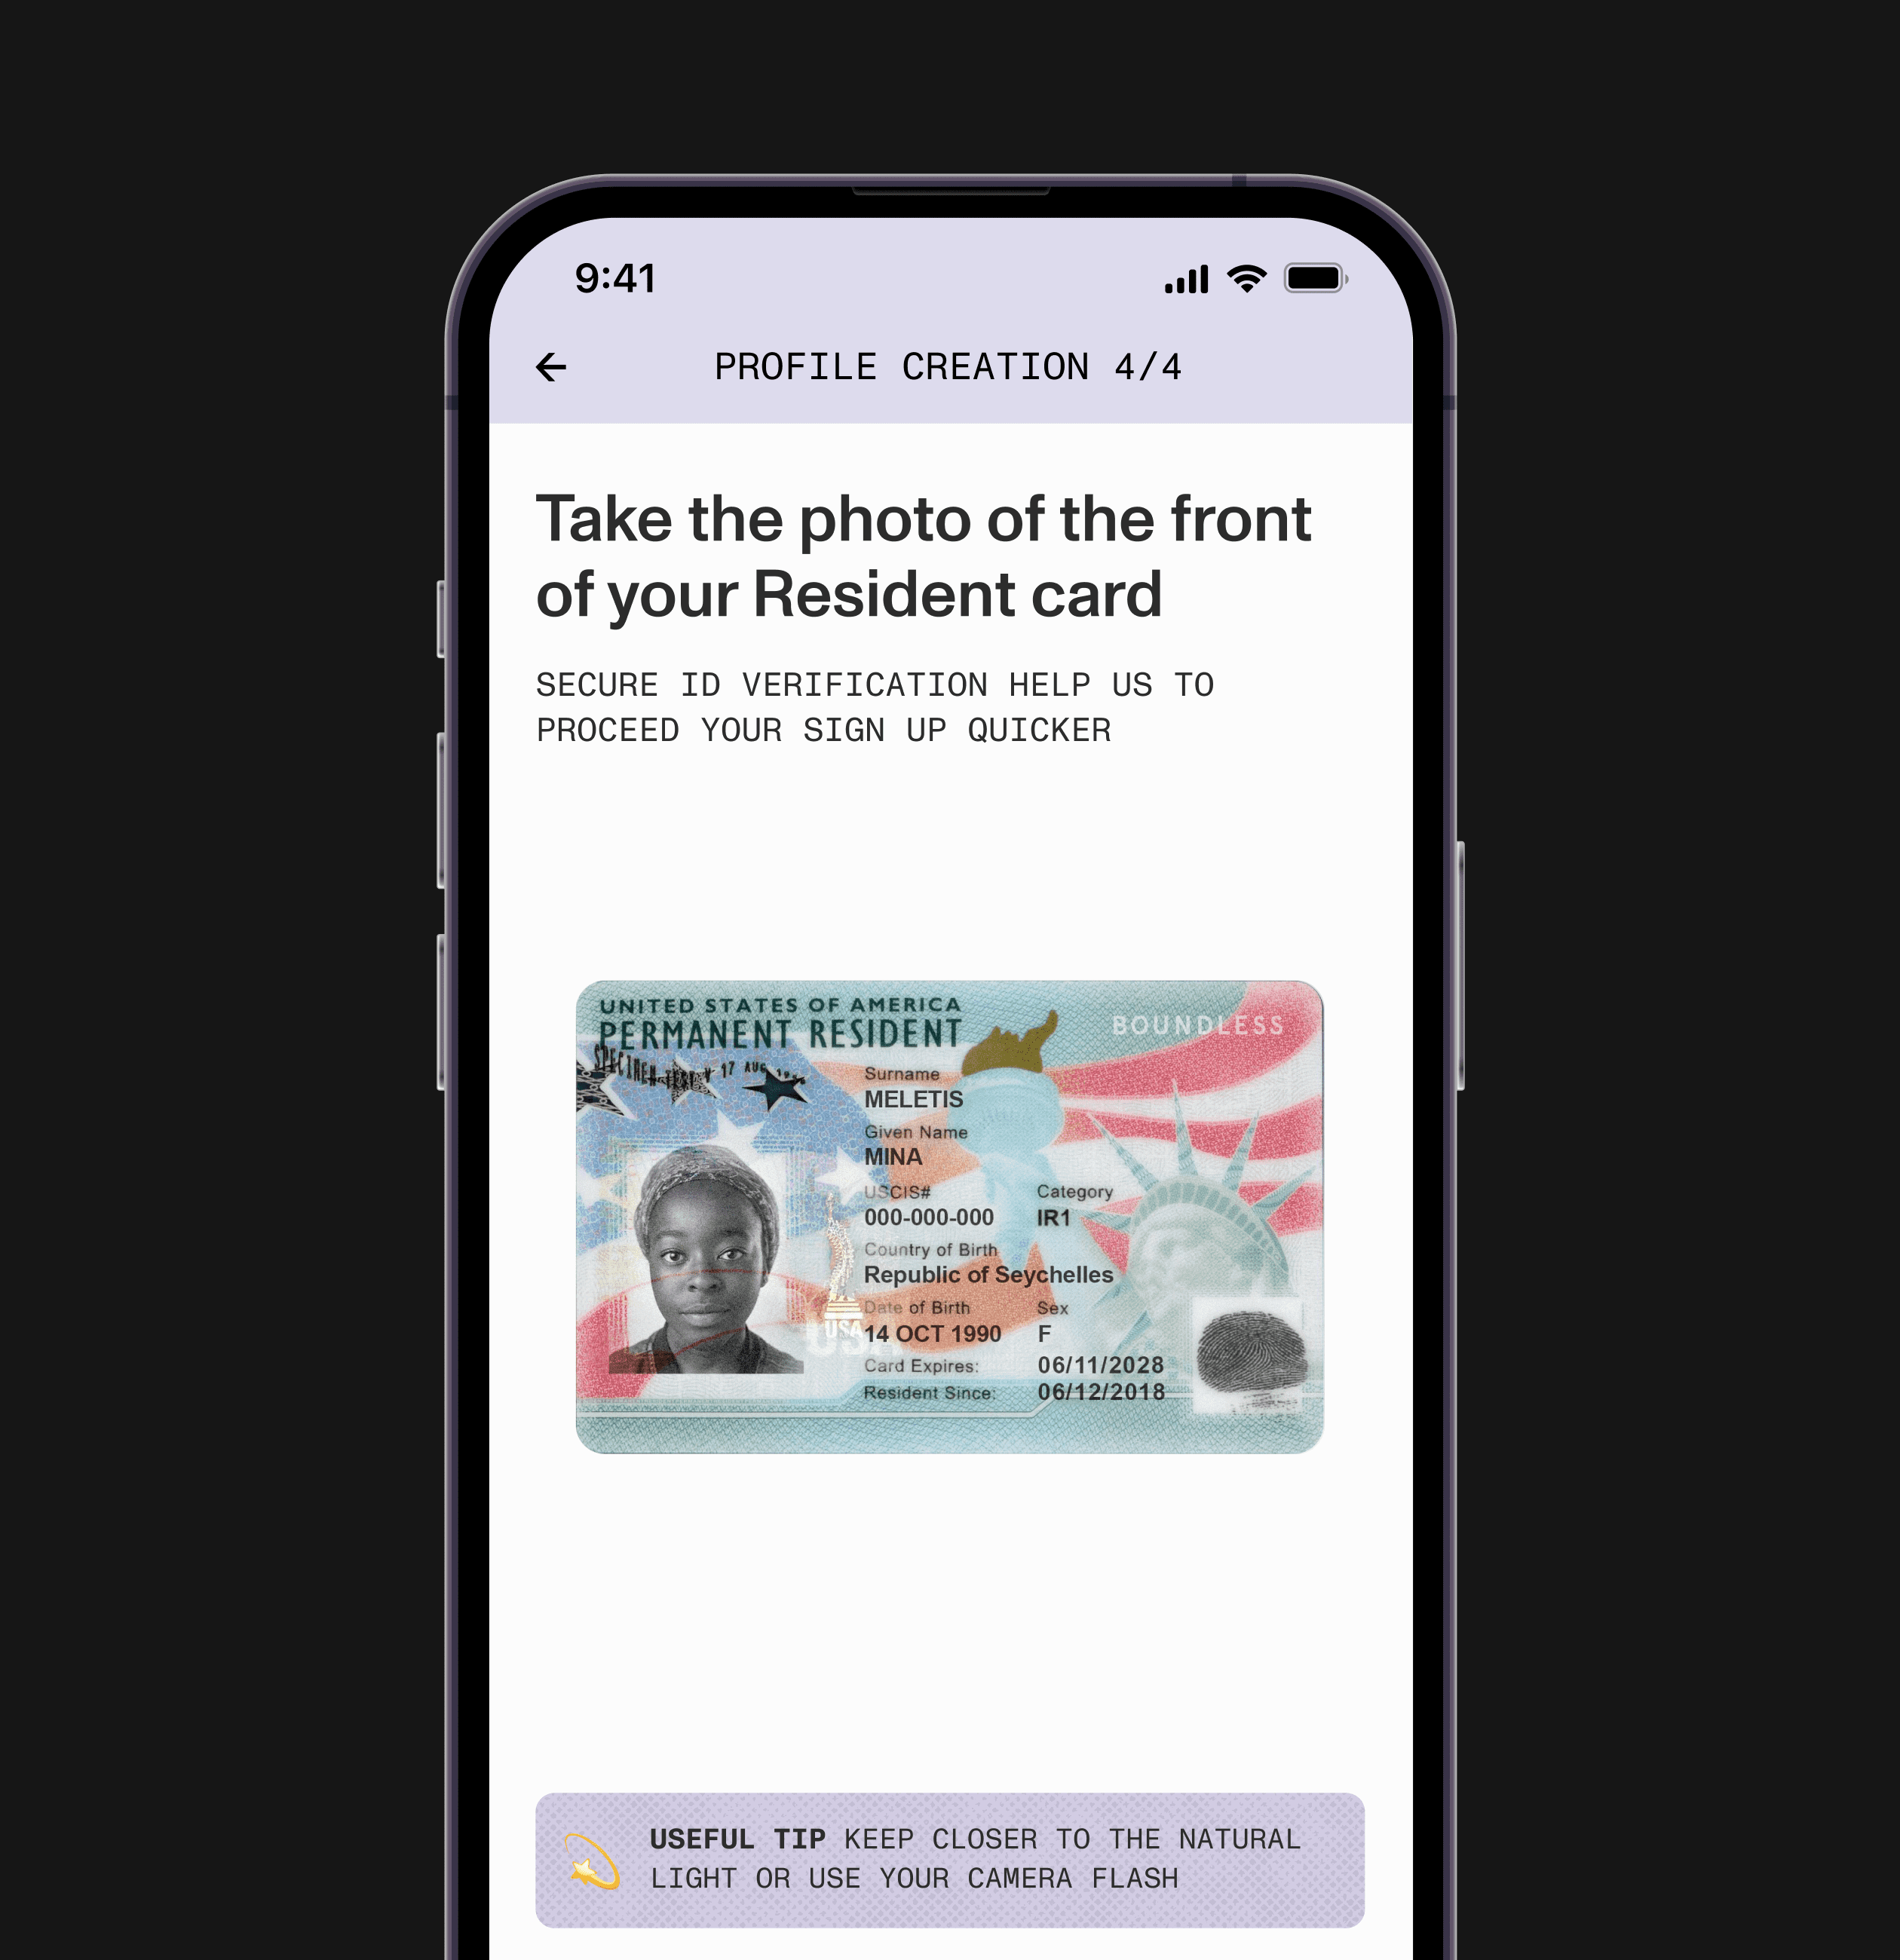 9:41
PROFILE CREATION 4/4
Take the photo of the front
of your Resident card
SECURE ID VERIFICATION HELP US TO
PROCEED YOUR SIGN UP QUICKER
UNITED STATES OF AMERICA
PERMANENT RESIDENT
BOUNDLESS
SPECIMEN TEST V 17 AUG
Surname
MELETIS
Given Name
MINA
USCIS# Category
000-000-000 IR1
Country of Birth
Republic of Seychelles
Date of Birth Sex
14 OCT 1990 F
USA
Card Expires: 06/11/2028
Resident Since: 06/12/2018
USEFUL TIP KEEP CLOSER TO THE NATURAL
LIGHT OR USE YOUR CAMERA FLASH